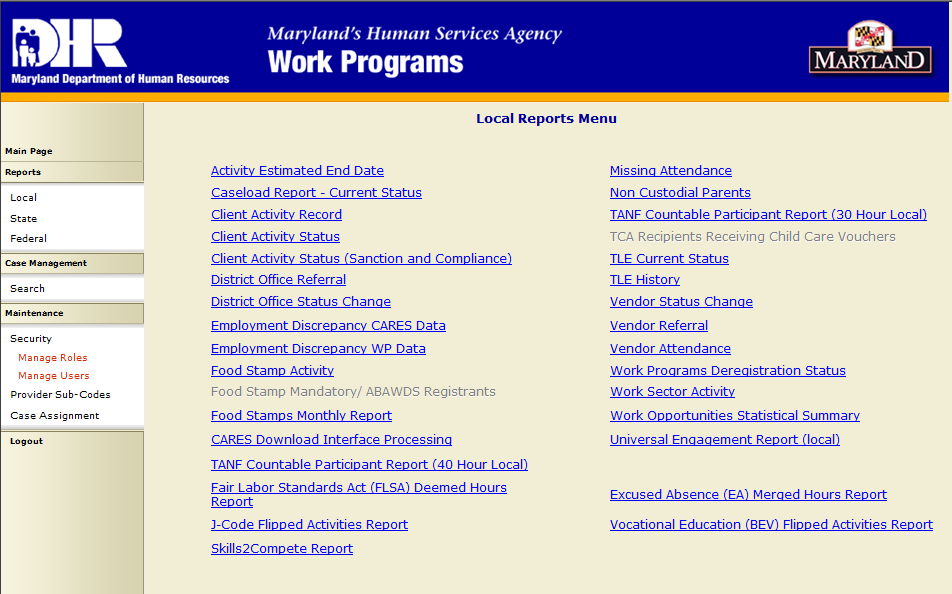 DHR
Maryland Department of Human Resources
Maryland's Human Services Agency
Work Programs
MARYLAND
Main Page
Reports
Local
State
Federal
Case Management
Search
Maintenance
Security
Manage Roles
Manage Users
Provider Sub-Codes
Case Assignment
Logout
Local Reports Menu
Activity Estimated End Date
Caseload Report - Current Status
Client Activity Record
Client Activity Status
Client Activity Status (Sanction and Compliance)
District Office Referral
District Office Status Change
Employment Discrepancy CARES Data
Employment Discrepancy WP Data
Food Stamp Activity
Food Stamp Mandatory/ ABAWDS Registrants
Food Stamps Monthly Report
CARES Download Interface Processing
TANF Countable Participant Report (40 Hour Local)
Fair Labor Standards Act (FLSA) Deemed Hours
Report
J-Code Flipped Activities Report
Skills2Compete Report
Missing Attendance
Non Custodial Parents
TANF Countable Participant Report (30 Hour Local)
TCA Recipients Receiving Child Care Vouchers
TLE Current Status
TLE History
Vendor Status Change
Vendor Referral
Vendor Attendance
Work Programs Deregistration Status
Work Sector Activity
Work Opportunities Statistical Summary
Universal Engagement Report (local)
Excused Absence (EA) Merged Hours Report
Vocational Education (BEV) Flipped Activities Report